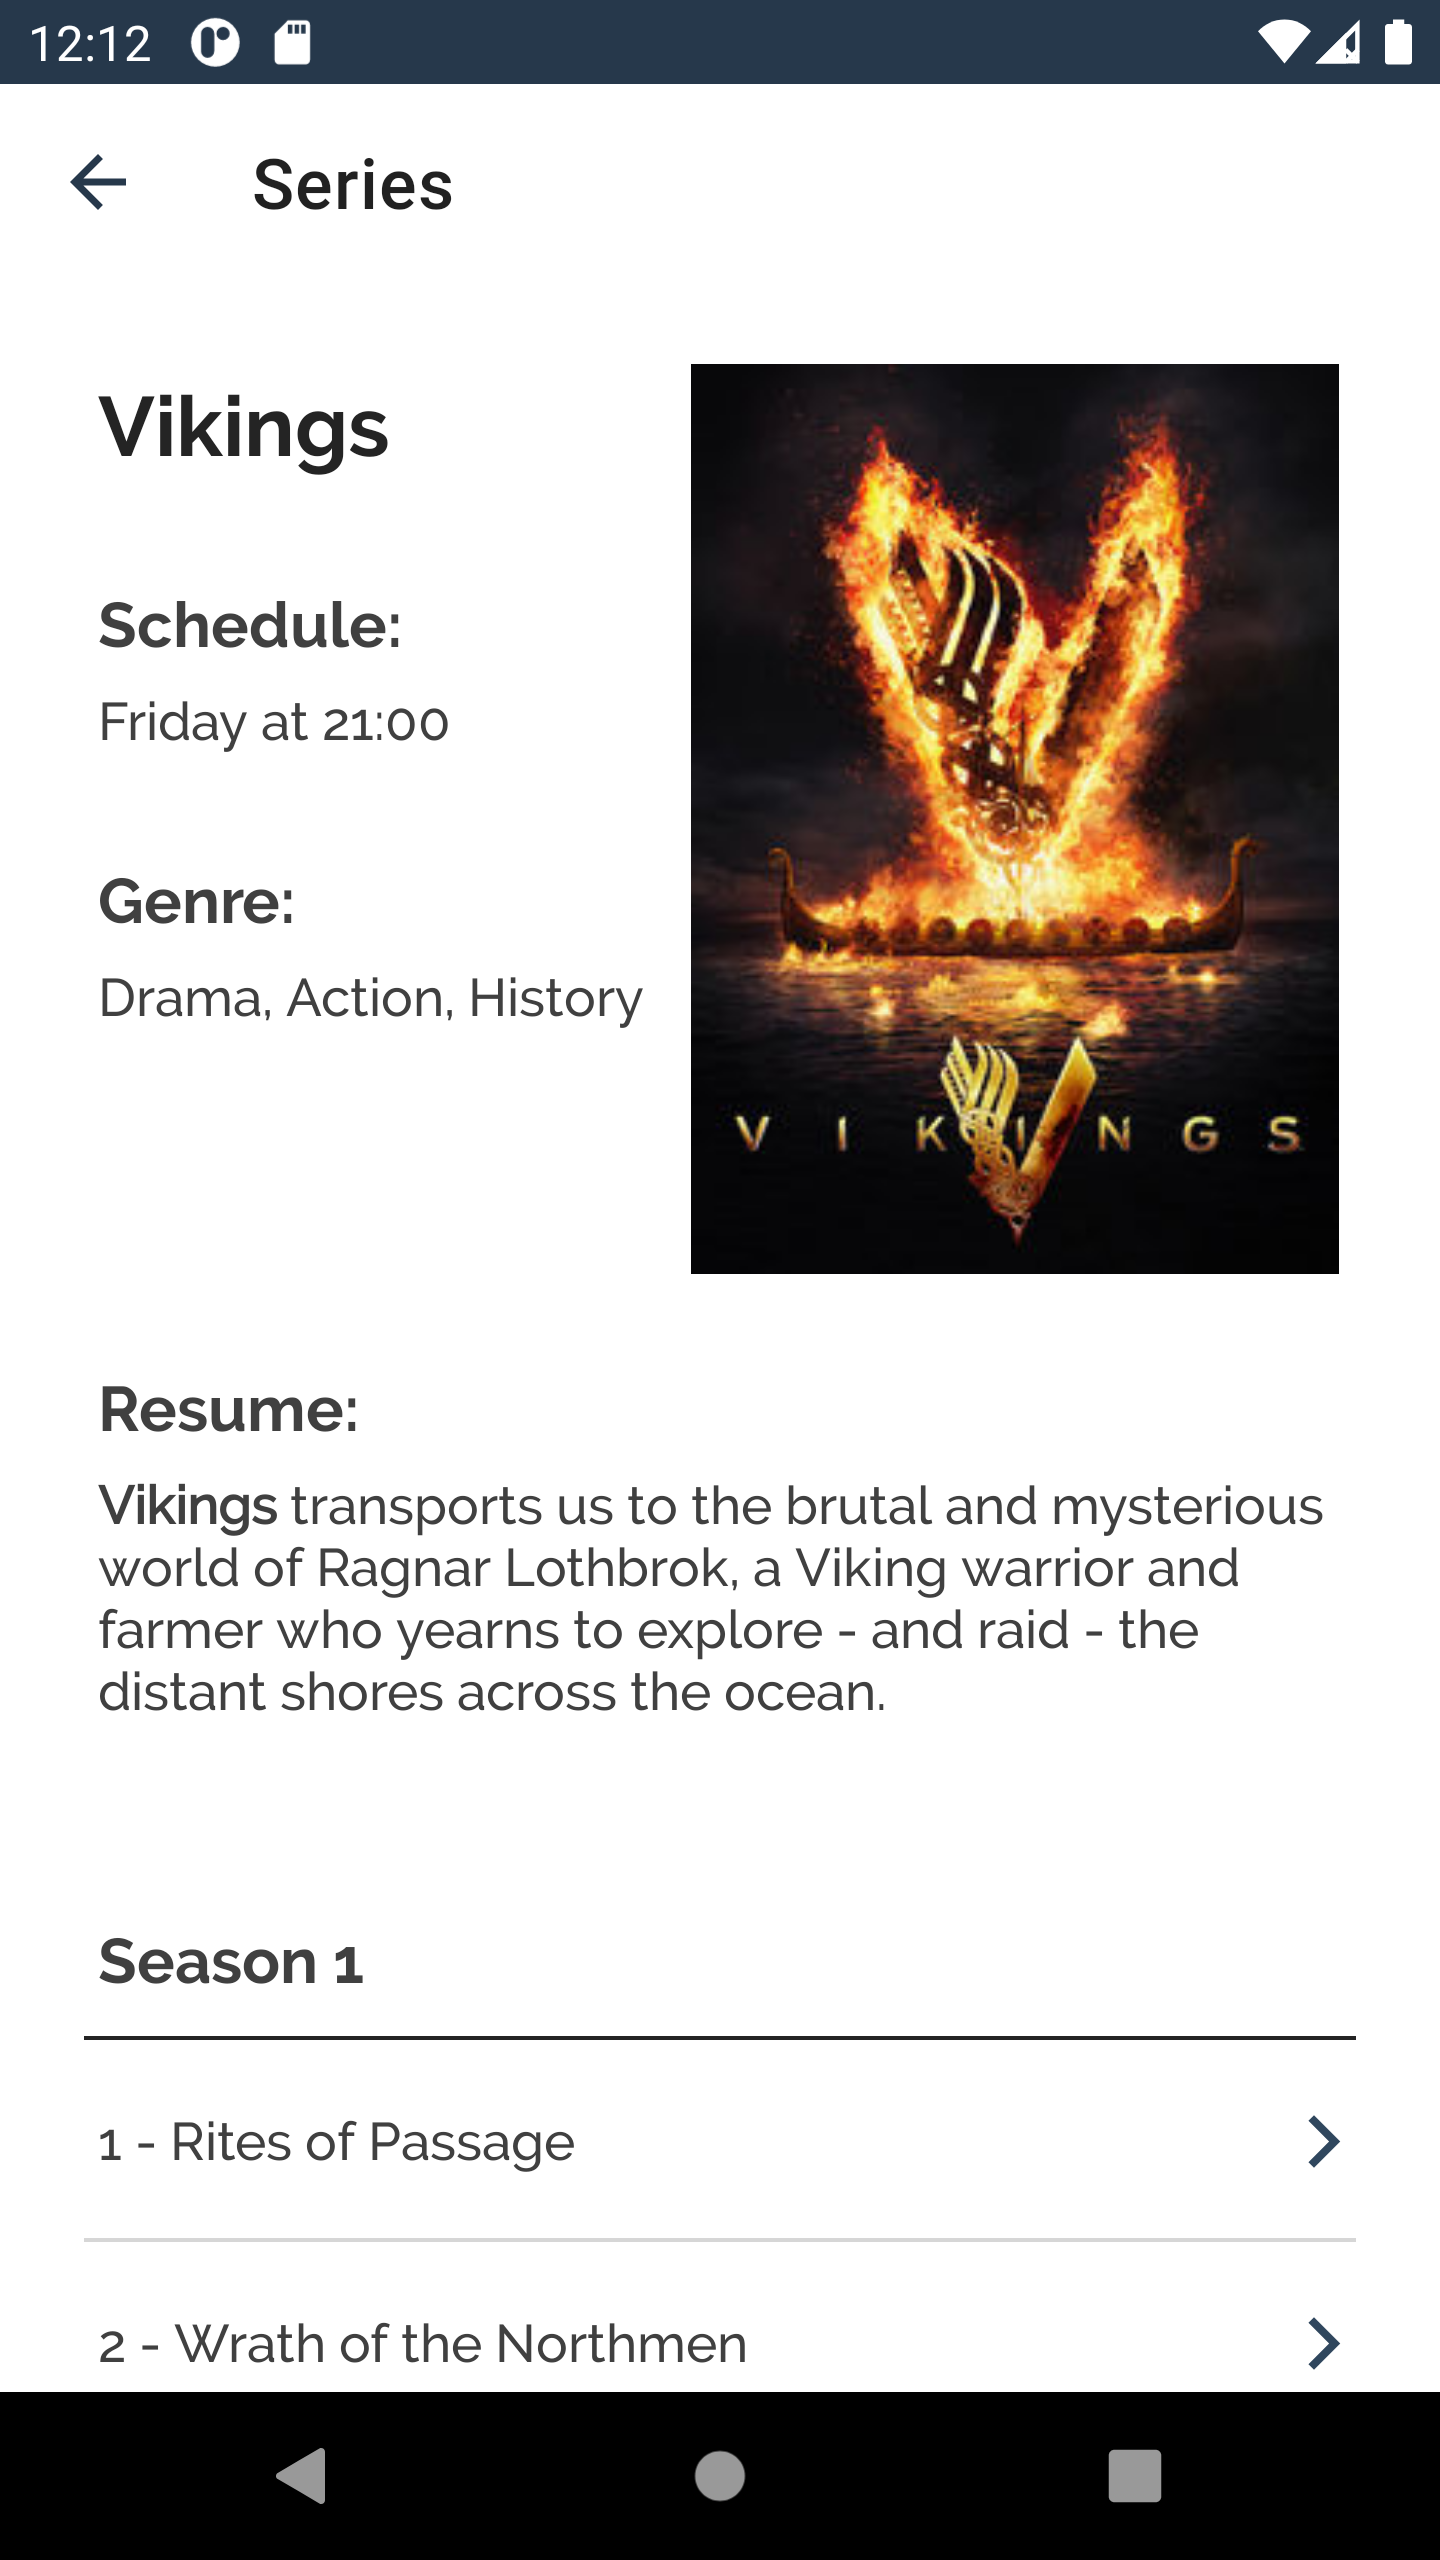 12:12
Series
Vikings
Schedule:
Friday at 21:00
Genre:
Drama, Action, History
VIKINGS
Resume:
Vikings transports us to the brutal and mysterious
world of Ragnar Lothbrok, a Viking warrior and
farmer who yearns to explore - and raid - the
distant shores across the ocean.
Season 1
1 - Rites of Passage
2 - Wrath of the Northmen